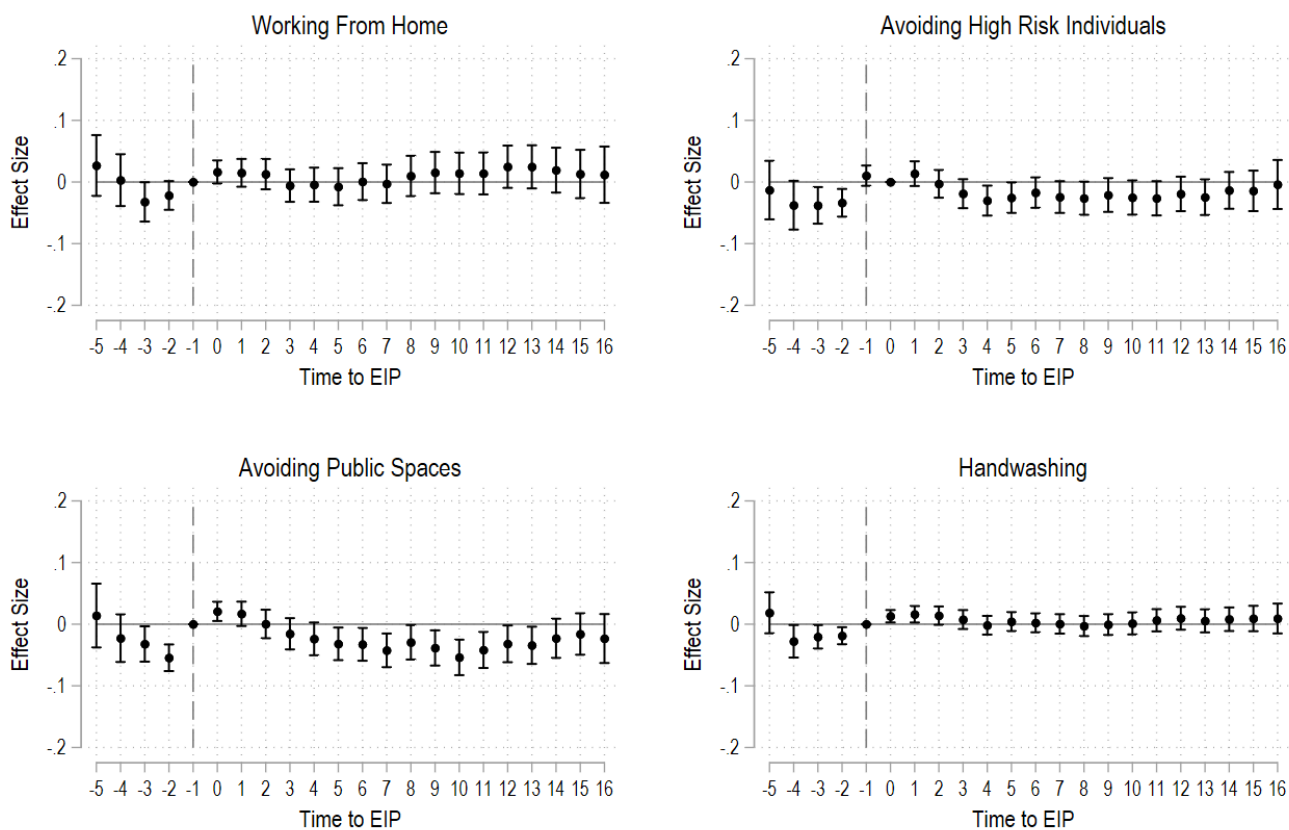 Working From Home
.2
.1
0
-.1
-.2
Effect Size
-5 -4 -3 -2 -1 0 1 2 3 4 5 6 7 8 9 10 11 12 13 14 15 16
Time to EIP
Avoiding High Risk Individuals
.2
.1
0
-.1
-.2
Effect Size
-5 -4 -3 -2 -1 0 1 2 3 4 5 6 7 8 9 10 11 12 13 14 15 16
Time to EIP
Avoiding Public Spaces
.2
.1
0
-.1
-.2
Effect Size
-5 -4 -3 -2 -1 0 1 2 3 4 5 6 7 8 9 10 11 12 13 14 15 16
Time to EIP
Handwashing
.2
.1
0
-.1
-.2
Effect Size
-5 -4 -3 -2 -1 0 1 2 3 4 5 6 7 8 9 10 11 12 13 14 15 16
Time to EIP